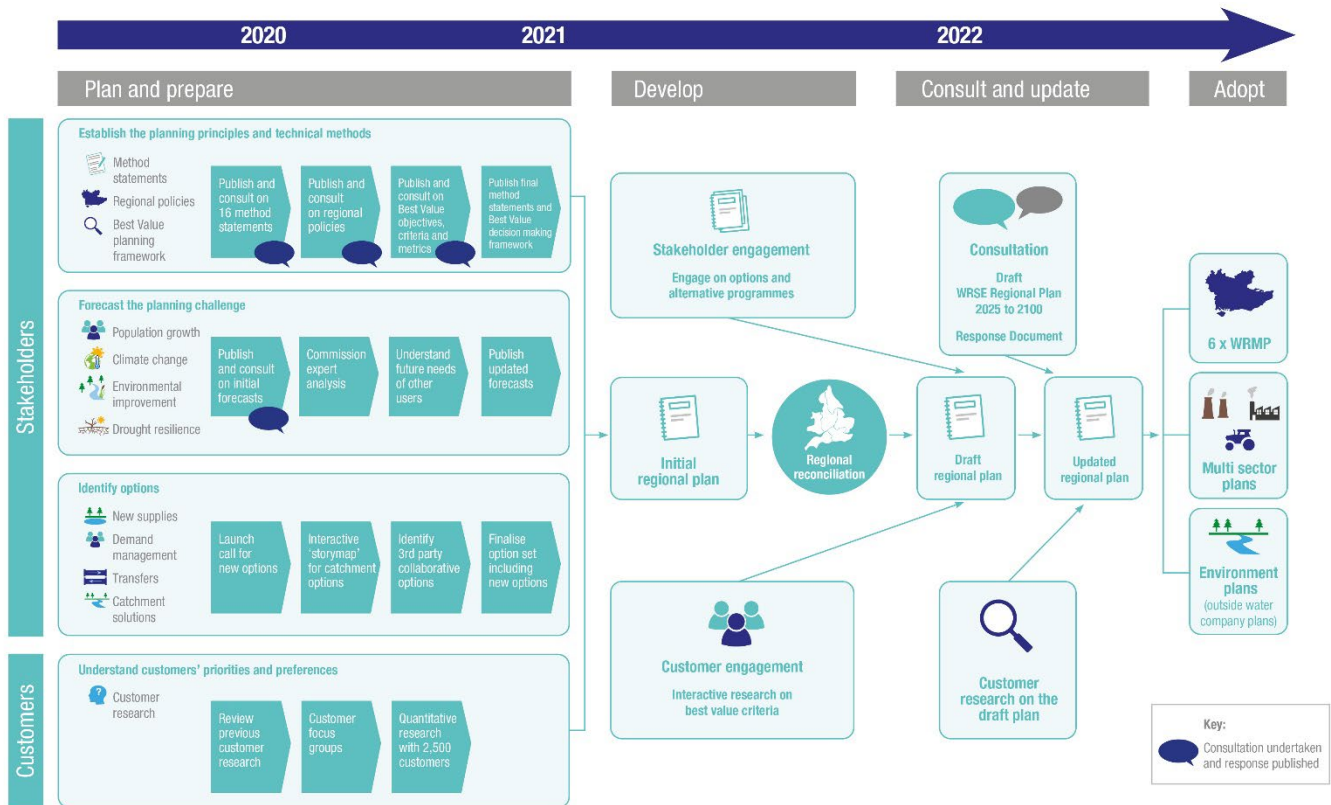 2020
2021
2022
Plan and prepare
Develop
Consult and update
Adopt
Stakeholders
Establish the planning principles and technical methods
Method
statements
Regional policies
Best Value
planning
framework
Publish and
consult on
16 method
statements
Publish and
consult
on regional
policies
Publish and
consult on
Best Value
objectives,
criteria and
metrics
Publish final
method
statements and
Best Value
decision making
framework
Forecast the planning challenge
Population growth
Climate change
Environmental
improvement
Drought resilience
Publish
and consult
on initial
forecasts
Commission
expert
analysis
Understand
future needs
of other
users
Publish
updated
forecasts
Identify options
New supplies
Demand
management
Transfers
Catchment
solutions
Launch
call for
new options
Interactive
‘storymap’
for catchment
options
Identify
3rd party
collaborative
options
Finalise
option set
including
new options
Customers
Understand customers’ priorities and preferences
Customer
research
Review
previous
customer
research
Customer
focus
groups
Quantitative
research
with 2,500
customers
Stakeholder engagement
Engage on options and
alternative programmes
Initial
regional plan
Regional
reconciliation
Customer engagement
Interactive research on
best value criteria
Consultation
Draft
WRSE Regional Plan
2025 to 2100
Response Document
Draft
regional plan
Updated
regional plan
Customer
research on the
draft plan
6 x WRMP
Multi sector
plans
Environment
plans
(outside water
company plans)
Key:
Consultation undertaken
and response published